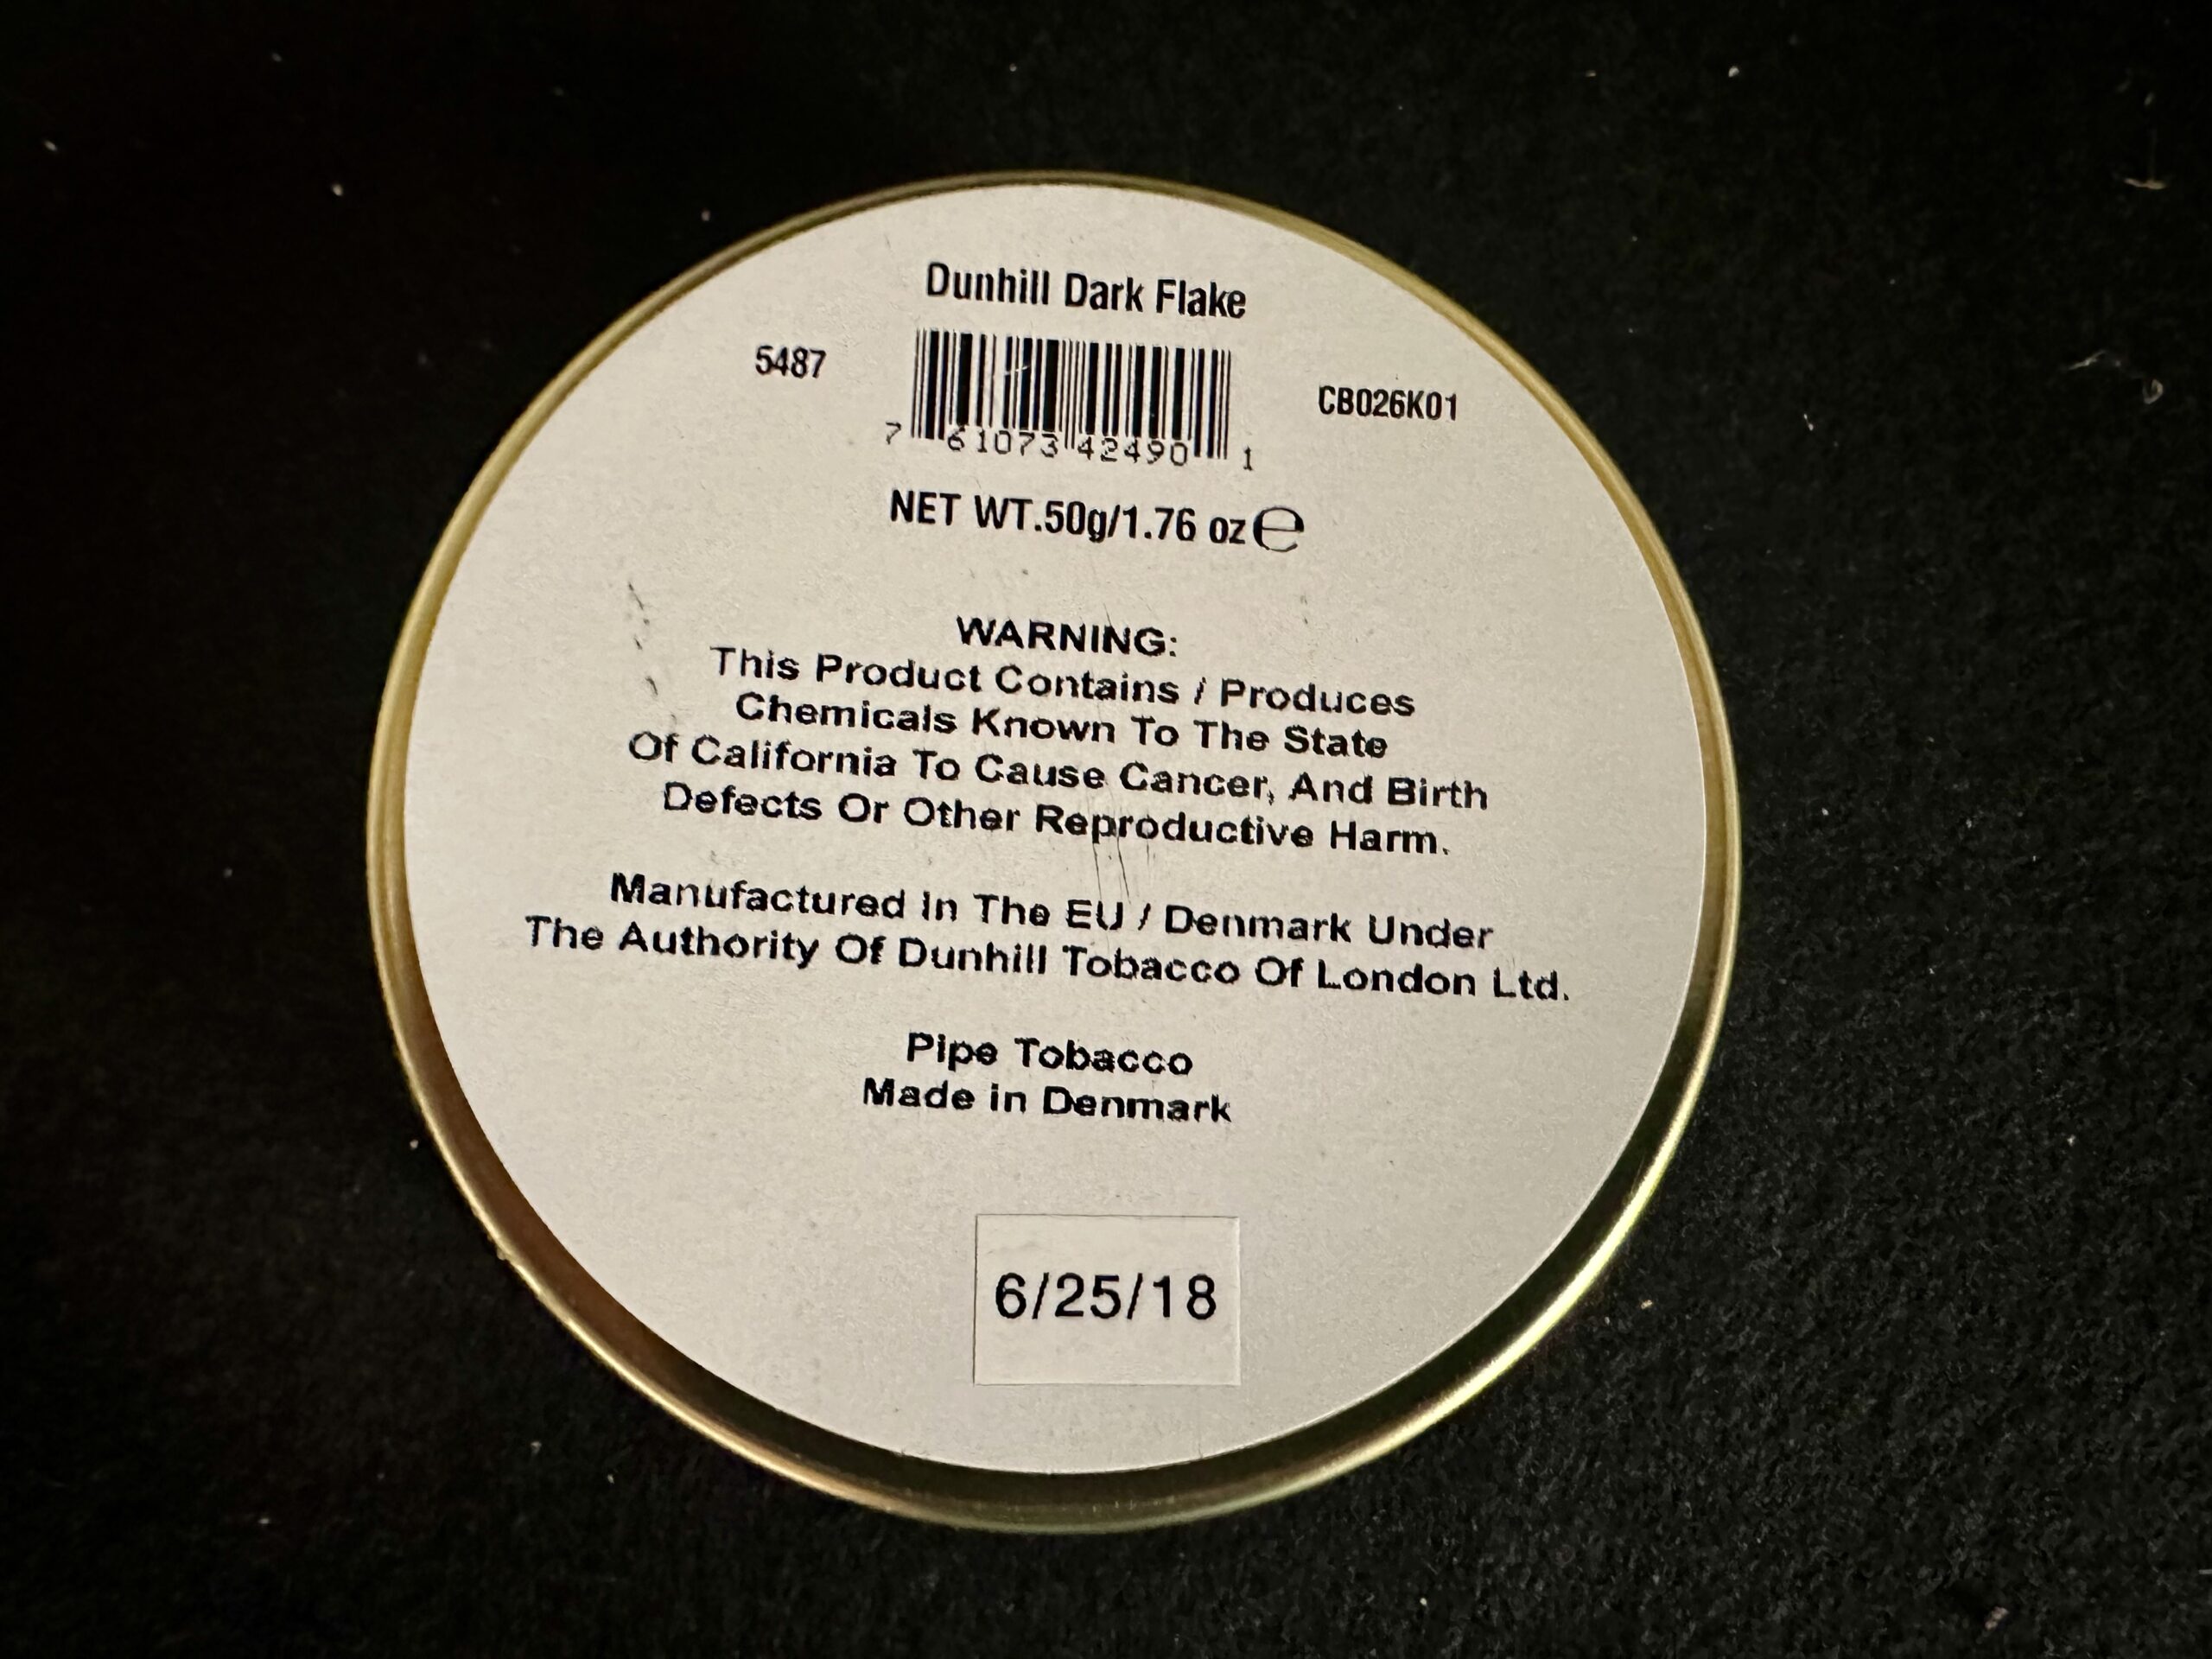 Dunhill Dark Flake
5487
CB026K01
7 61073 42490 1
NET WT.50g/1.76 oz ℮
WARNING:
This Product Contains / Produces
Chemicals Known To The State
Of California To Cause Cancer, And Birth
Defects Or Other Reproductive Harm.
Manufactured In The EU / Denmark Under
The Authority Of Dunhill Tobacco Of London Ltd.
Pipe Tobacco
Made in Denmark
6/25/18